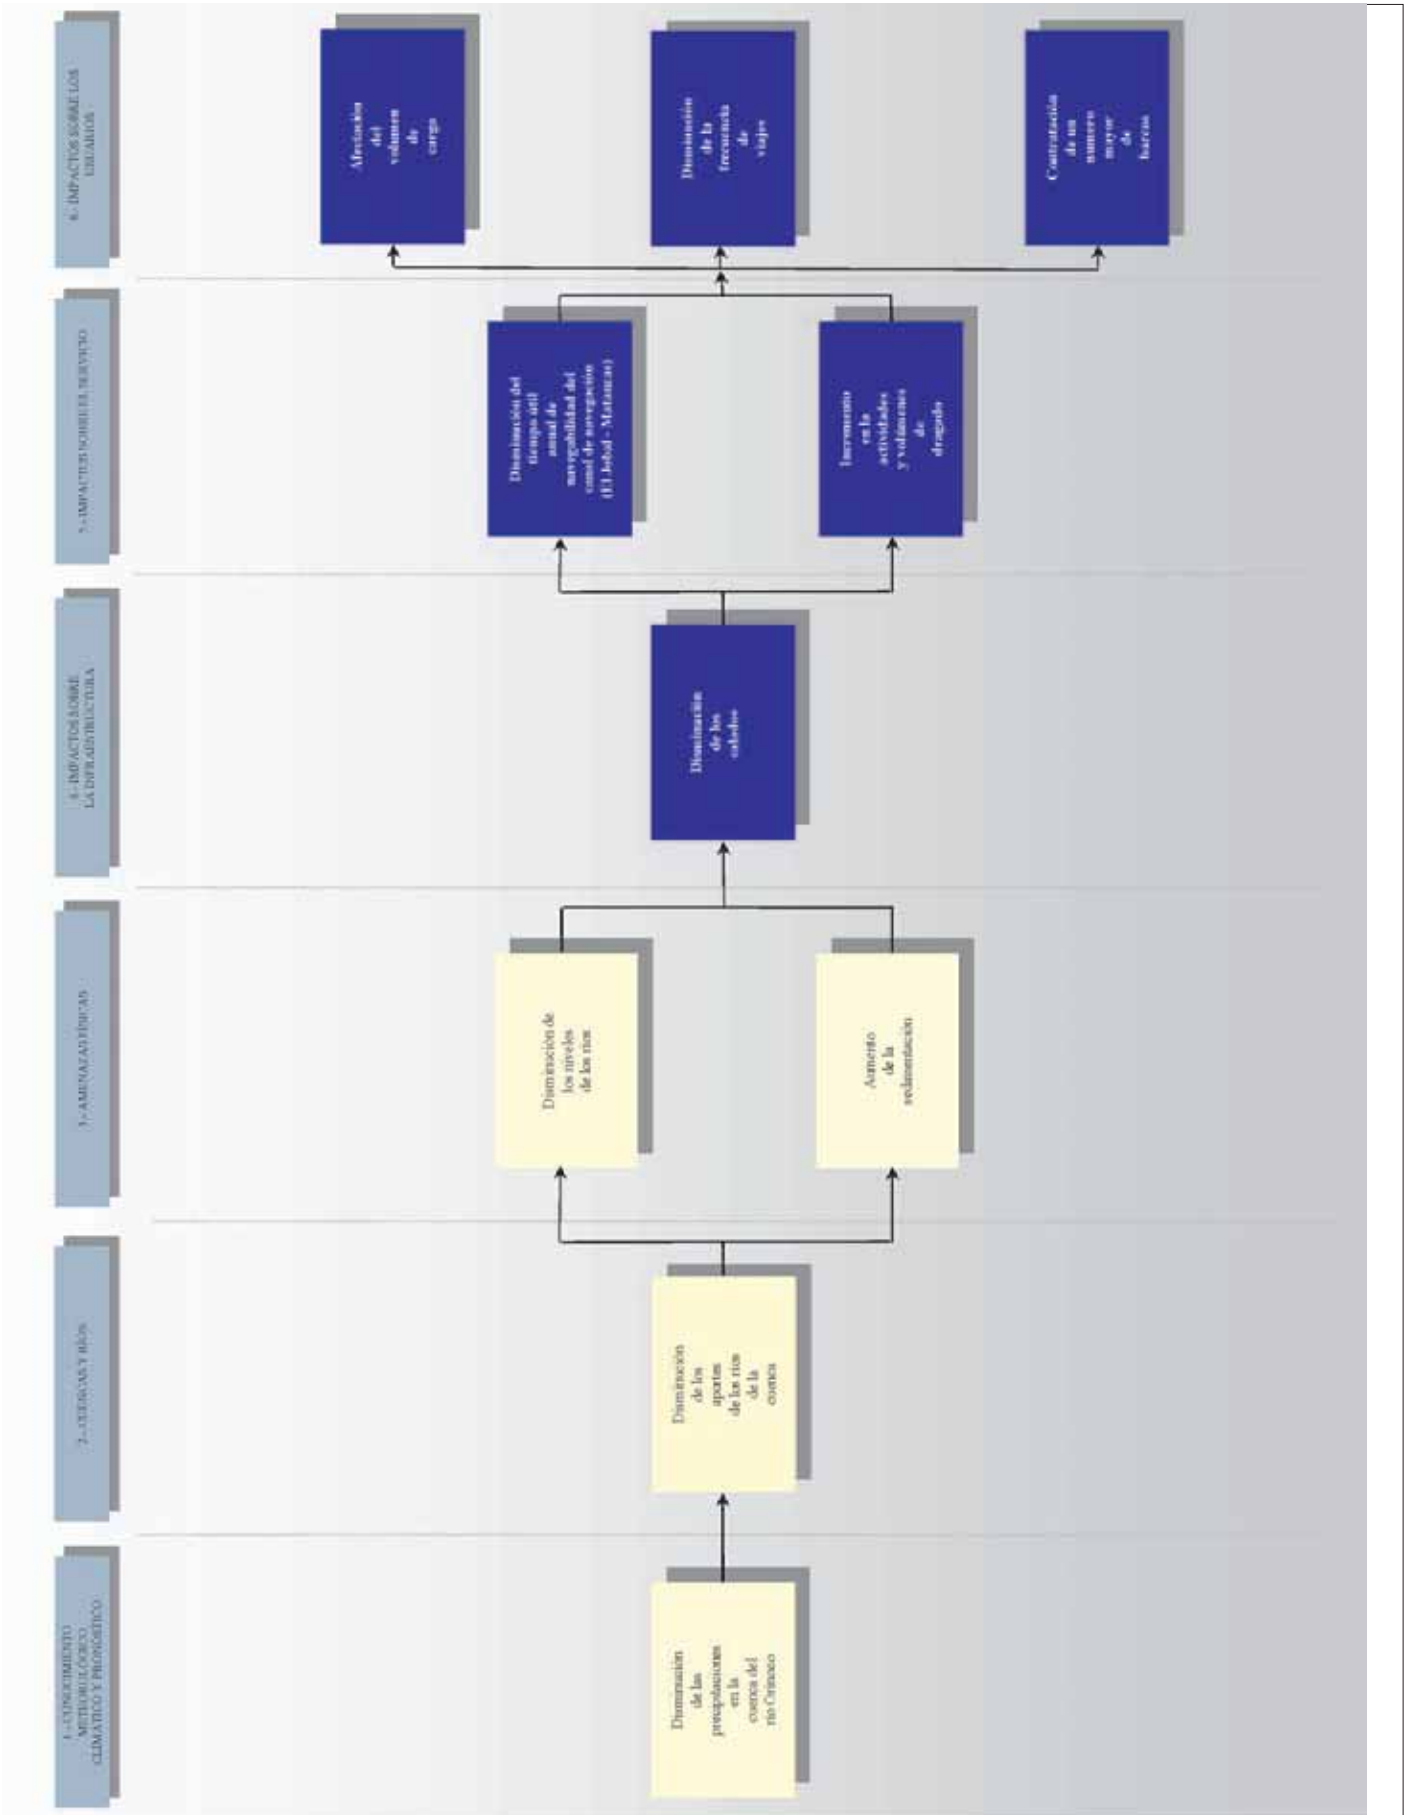 1.- CONOCIMIENTO
METEOROLÓGICO,
CLIMÁTICO Y PRONÓSTICO
2.- CUENCAS Y RÍOS
3.- AMENAZAS FÍSICAS
4.- IMPACTOS SOBRE
LA INFRAESTRUCTURA
5.- IMPACTOS SOBRE EL SERVICIO
6.- IMPACTOS SOBRE LOS
USUARIOS
Disminución
de las
precipitaciones
en la
cuenca del
río Orinoco
Disminución
de los
aportes
de los ríos
de la
cuenca
Disminución de
los niveles
de los ríos
Aumento
de la
sedimentación
Disminución
de los
calados
Disminución del
tiempo útil
anual de
navegabilidad del
canal de navegación
(El Jobal - Matanzas)
Incremento
en la
actividades
y volúmenes
de
dragado
Afectación
del
volumen
de
carga
Disminución
de la
frecuencia
de
viajes
Contratación
de un
numero
mayor
de
barcos